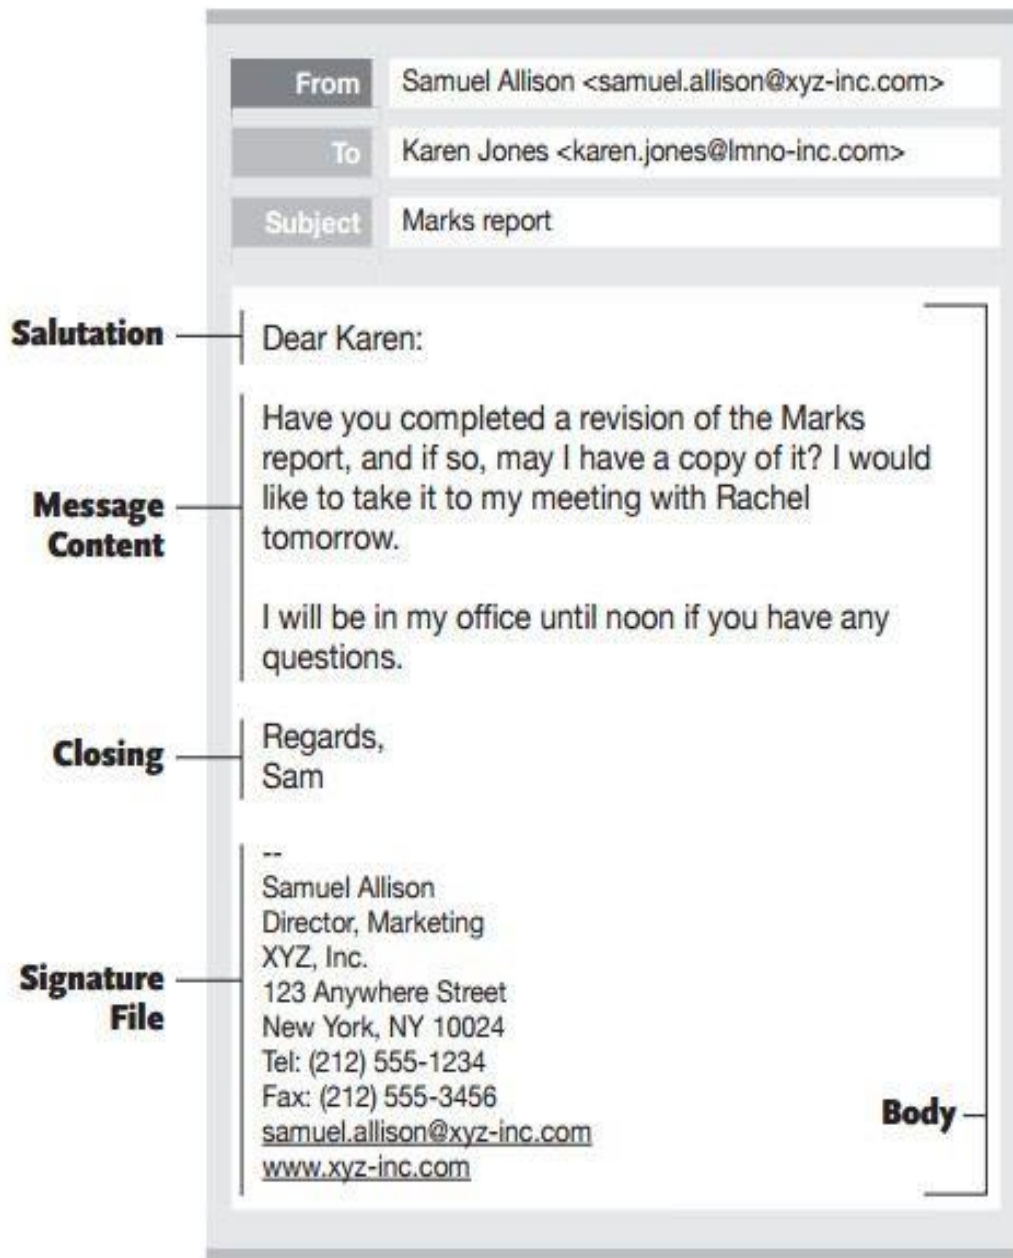 From Samuel Allison <samuel.allison@xyz-inc.com>
To Karen Jones <karen.jones@lmno-inc.com>
Subject Marks report
Salutation
Dear Karen:
Message
Content
Have you completed a revision of the Marks
report, and if so, may I have a copy of it? I would
like to take it to my meeting with Rachel
tomorrow.
I will be in my office until noon if you have any
questions.
Closing
Regards,
Sam
Signature
File
--
Samuel Allison
Director, Marketing
XYZ, Inc.
123 Anywhere Street
New York, NY 10024
Tel: (212) 555-1234
Fax: (212) 555-3456
samuel.allison@xyz-inc.com
www.xyz-inc.com
Body